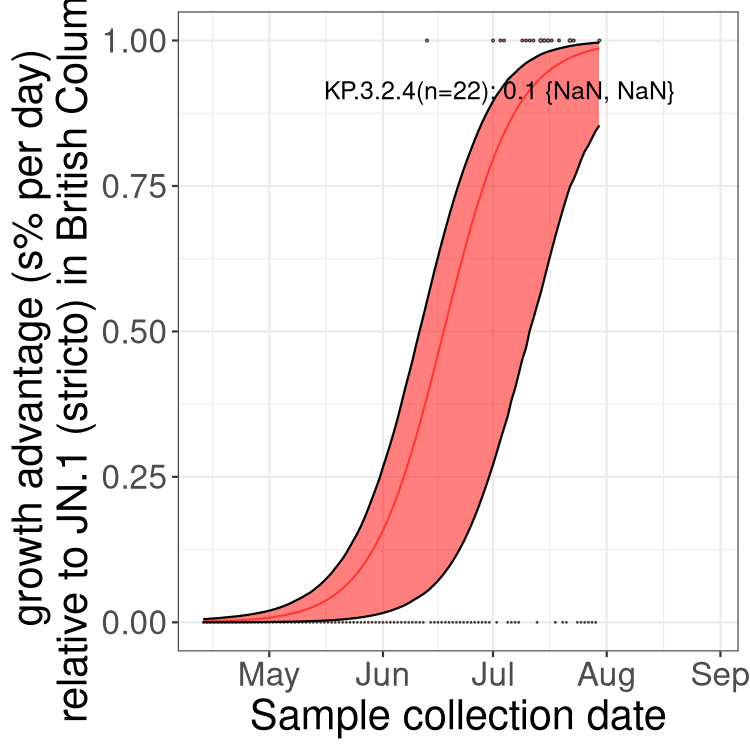 growth advantage (s% per day)
relative to JN.1 (stricto) in British Colum
1.00
0.75
0.50
0.25
0.00
KP.3.2.4(n=22): 0.1 {NaN, NaN}
May Jun Jul Aug Sep
Sample collection date